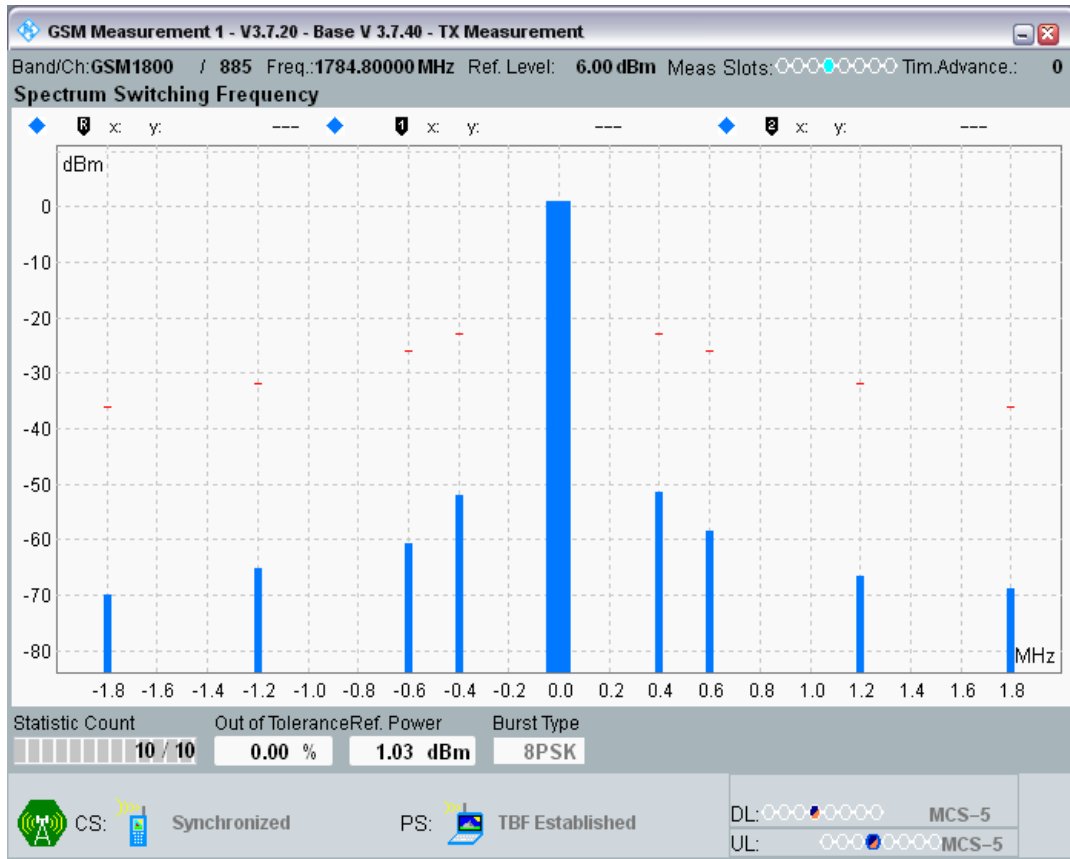 GSM Measurement 1 - V3.7.20 - Base V 3.7.40 - TX Measurement
Band/Ch:GSM1800 / 885 Freq.:1784.80000 MHz Ref. Level: 6.00 dBm Meas Slots: Tim.Advance.: 0
Spectrum Switching Frequency
R x: y: --- 1 x: y: --- 2 x: y: ---
dBm
0
-10
-20
-30
-40
-50
-60
-70
-80
MHz
-1.8 -1.6 -1.4 -1.2 -1.0 -0.8 -0.6 -0.4 -0.2 0.0 0.2 0.4 0.6 0.8 1.0 1.2 1.4 1.6 1.8
Statistic Count Out of Tolerance Ref. Power Burst Type
10 / 10 0.00 % 1.03 dBm 8PSK
CS: Synchronized PS: TBF Established DL: MCS-5
UL: MCS-5